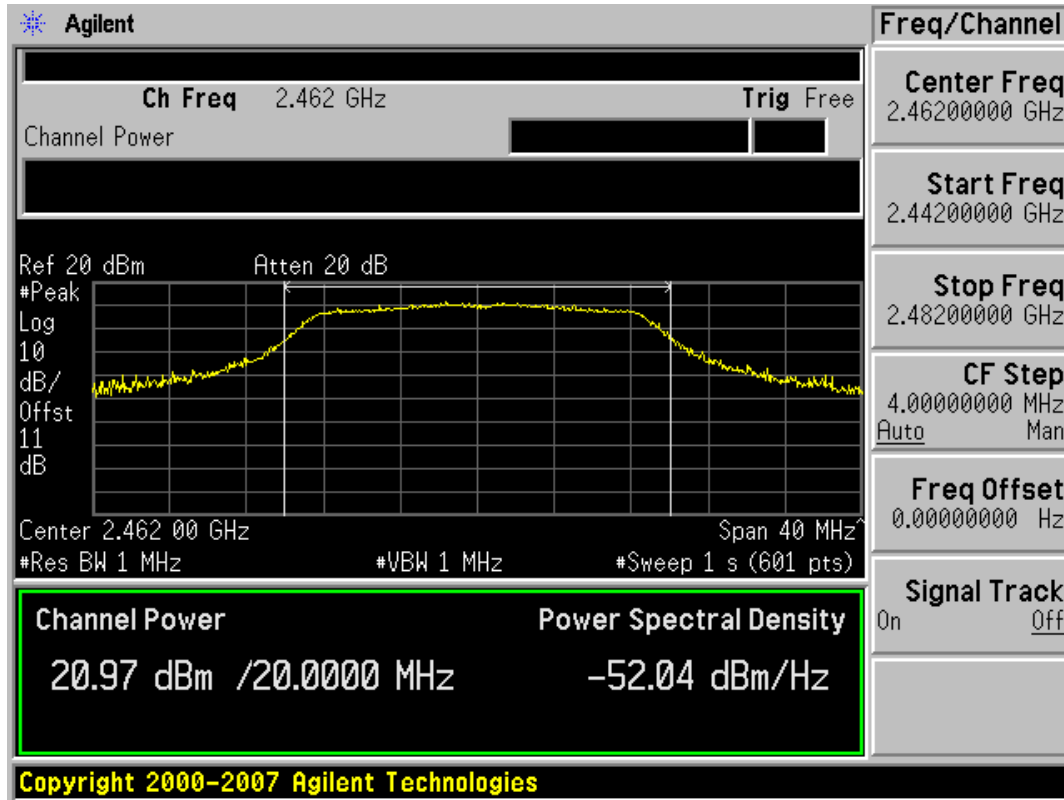 Agilent
Freq/Channel
Ch Freq 2.462 GHz Trig Free
Channel Power
Center Freq
2.46200000 GHz
Start Freq
2.44200000 GHz
Stop Freq
2.48200000 GHz
CF Step
4.00000000 MHz
Auto Man
Freq Offset
0.00000000 Hz
Signal Track
On Off
Ref 20 dBm Atten 20 dB
#Peak
Log
10
dB/
Offst
11
dB
Center 2.462 00 GHz Span 40 MHz^
#Res BW 1 MHz #VBW 1 MHz #Sweep 1 s (601 pts)
Channel Power Power Spectral Density
20.97 dBm /20.0000 MHz -52.04 dBm/Hz
Copyright 2000-2007 Agilent Technologies